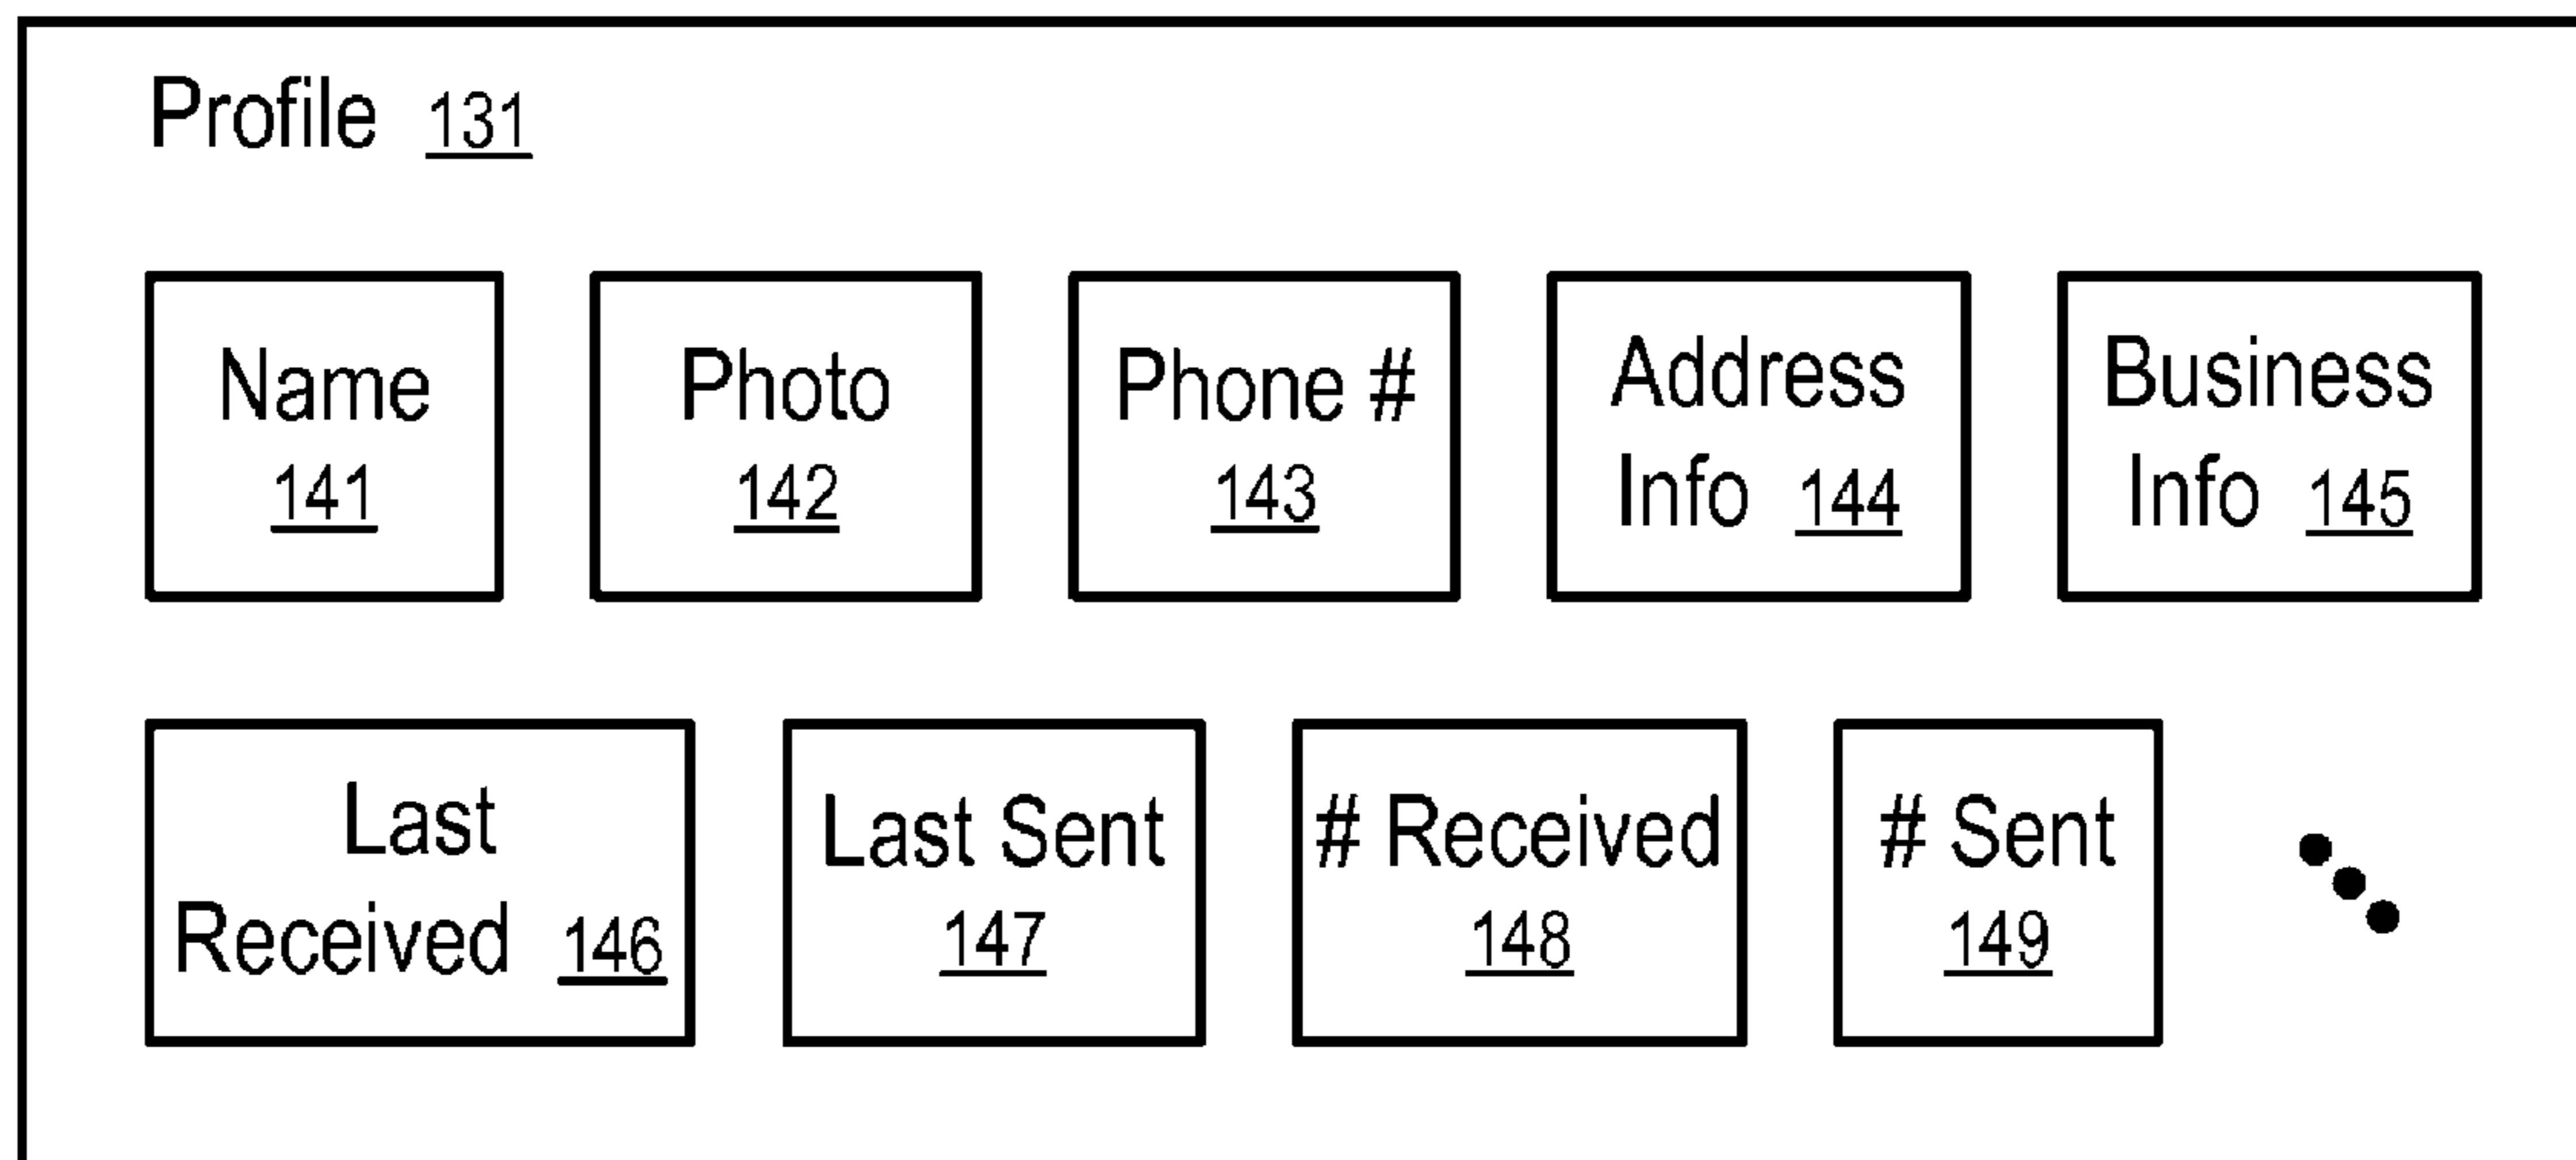 Profile 131
Name
141
Photo
142
Phone #
143
Address
Info 144
Business
Info 145
Last
Received 146
Last Sent
147
# Received
148
# Sent
149